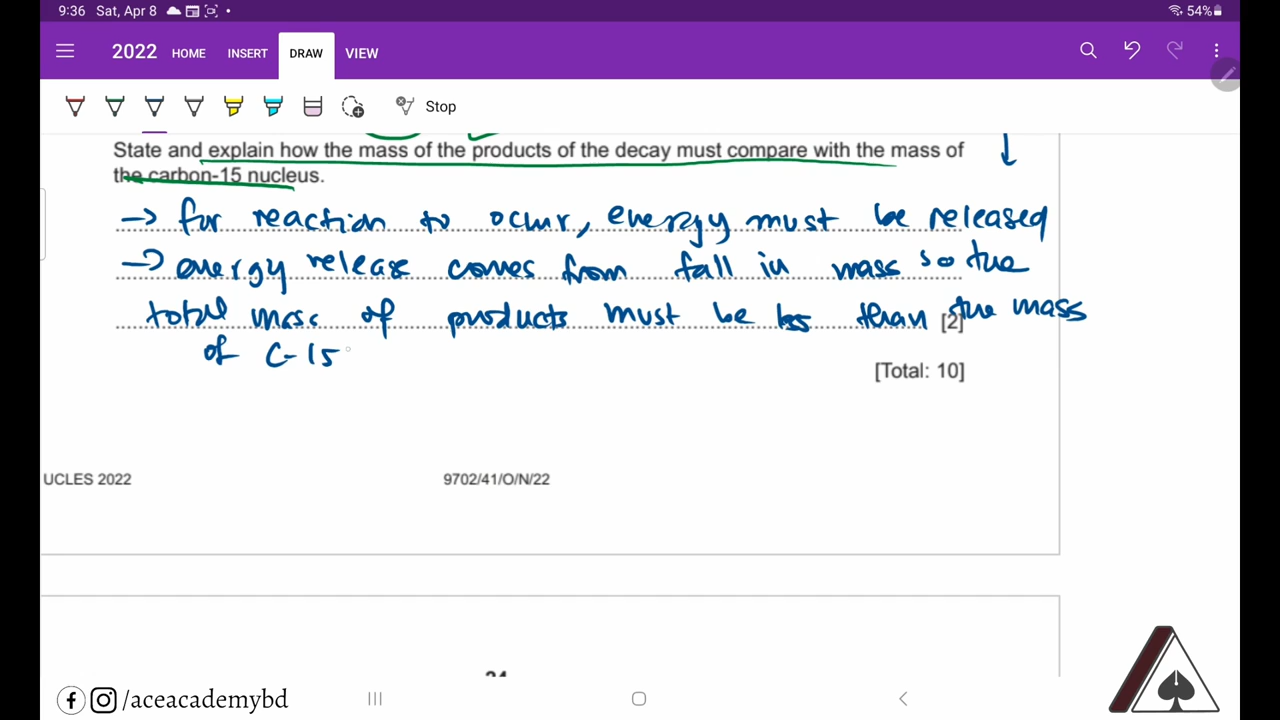 9:36 Sat, Apr 8 54%
2022 HOME INSERT DRAW VIEW
Stop
State and explain how the mass of the products of the decay must compare with the mass of
the carbon-15 nucleus.
→ for reaction to occur, energy must be released
→ energy release comes from fall in mass so the
total mass of products must be less than the mass
[2]
of C-15
[Total: 10]
UCLES 2022 9702/41/O/N/22
/aceacademybd